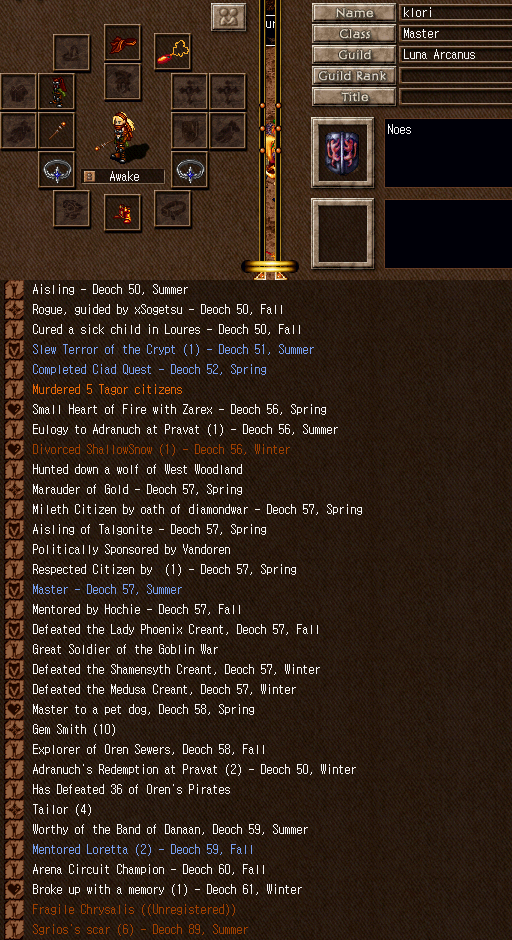 Name klori
Class Master
Guild Luna Arcanus
Guild Rank
Title
Noes
Awake
Aisling - Deoch 50, Summer
Rogue, guided by xSogetsu - Deoch 50, Fall
Cured a sick child in Loures - Deoch 50, Fall
Slew Terror of the Crypt (1) - Deoch 51, Summer
Completed Ciad Quest - Deoch 52, Spring
Murdered 5 Tagor citizens
Small Heart of Fire with Zarex - Deoch 56, Spring
Eulogy to Adranuch at Pravat (1) - Deoch 56, Summer
Divorced ShallowSnow (1) - Deoch 56, Winter
Hunted down a wolf of West Woodland
Marauder of Gold - Deoch 57, Spring
Mileth Citizen by oath of diamondwar - Deoch 57, Spring
Aisling of Talgonite - Deoch 57, Spring
Politically Sponsored by Vandoren
Respected Citizen by  (1) - Deoch 57, Spring
Master - Deoch 57, Summer
Mentored by Hochie - Deoch 57, Fall
Defeated the Lady Phoenix Creant, Deoch 57, Fall
Great Soldier of the Goblin War
Defeated the Shamensyth Creant, Deoch 57, Winter
Defeated the Medusa Creant, Deoch 57, Winter
Master to a pet dog, Deoch 58, Spring
Gem Smith (10)
Explorer of Oren Sewers, Deoch 58, Fall
Adranuch's Redemption at Pravat (2) - Deoch 50, Winter
Has Defeated 36 of Oren's Pirates
Tailor (4)
Worthy of the Band of Danaan, Deoch 59, Summer
Mentored Loretta (2) - Deoch 59, Fall
Arena Circuit Champion - Deoch 60, Fall
Broke up with a memory (1) - Deoch 61, Winter
Fragile Chrysalis ((Unregistered))
Sgrios's scar (6) - Deoch 89, Summer